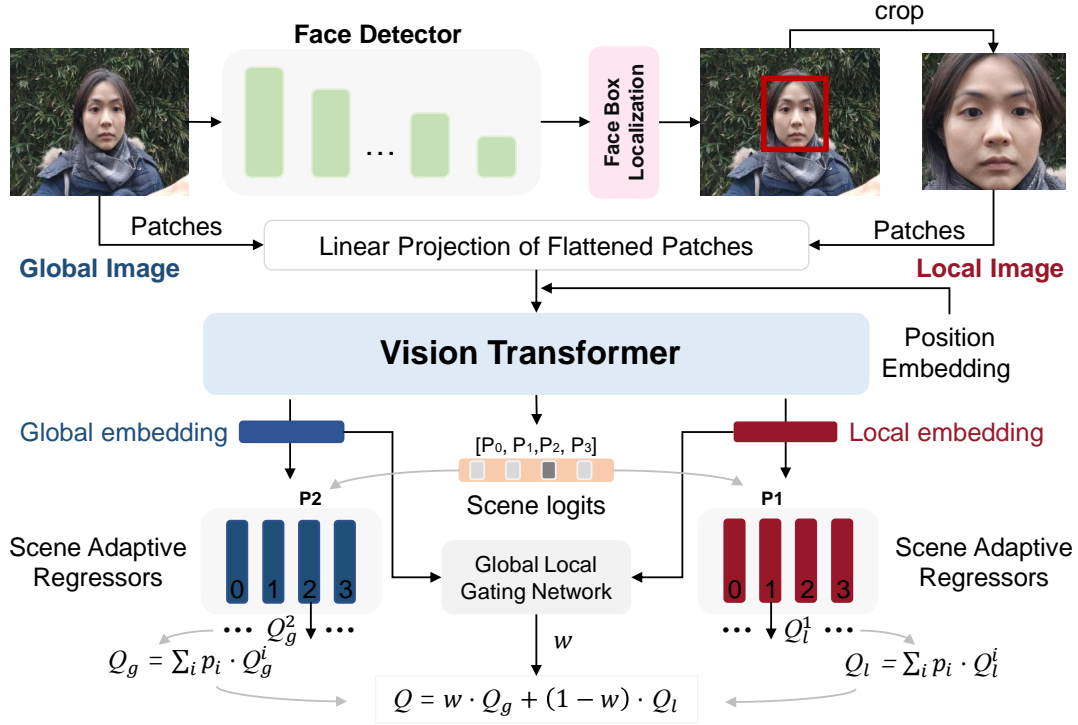 crop
Face Detector
...
Face Box
Localization
Patches
Linear Projection of Flattened Patches
Patches
Global Image
Local Image
Vision Transformer
Position
Embedding
Global embedding
[P₀, P₁,P₂, P₃]
Local embedding
P2
Scene logits
P1
Scene Adaptive
Regressors
0 1 2 3
Global Local
Gating Network
0 1 2 3
Scene Adaptive
Regressors
... Q_g^2 ...
w
... Q_l^1 ...
Q_g = ∑_i p_i · Q_g^i
Q_l = ∑_i p_i · Q_l^i
Q = w · Q_g + (1 − w) · Q_l